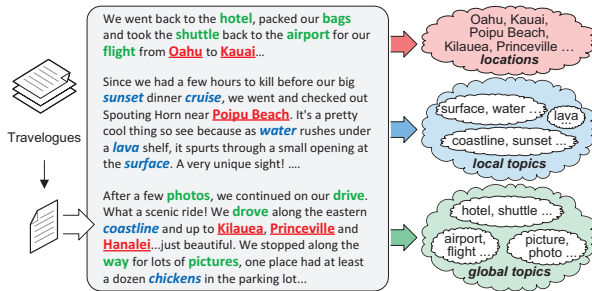 Travelogues
We went back to the hotel, packed our bags
and took the shuttle back to the airport for our
flight from Oahu to Kauai...
Since we had a few hours to kill before our big
sunset dinner cruise, we went and checked out
Spouting Horn near Poipu Beach. It's a pretty
cool thing so see because as water rushes under
a lava shelf, it spurts through a small opening at
the surface. A very unique sight! ....
After a few photos, we continued on our drive.
What a scenic ride! We drove along the eastern
coastline and up to Kilauea, Princeville and
Hanalei...just beautiful. We stopped along the
way for lots of pictures, one place had at least
a dozen chickens in the parking lot...
Oahu, Kauai,
Poipu Beach,
Kilauea, Princeville ...
locations
surface, water ...
lava
...
coastline, sunset ...
local topics
hotel, shuttle ...
airport,
flight ...
picture,
photo ...
global topics